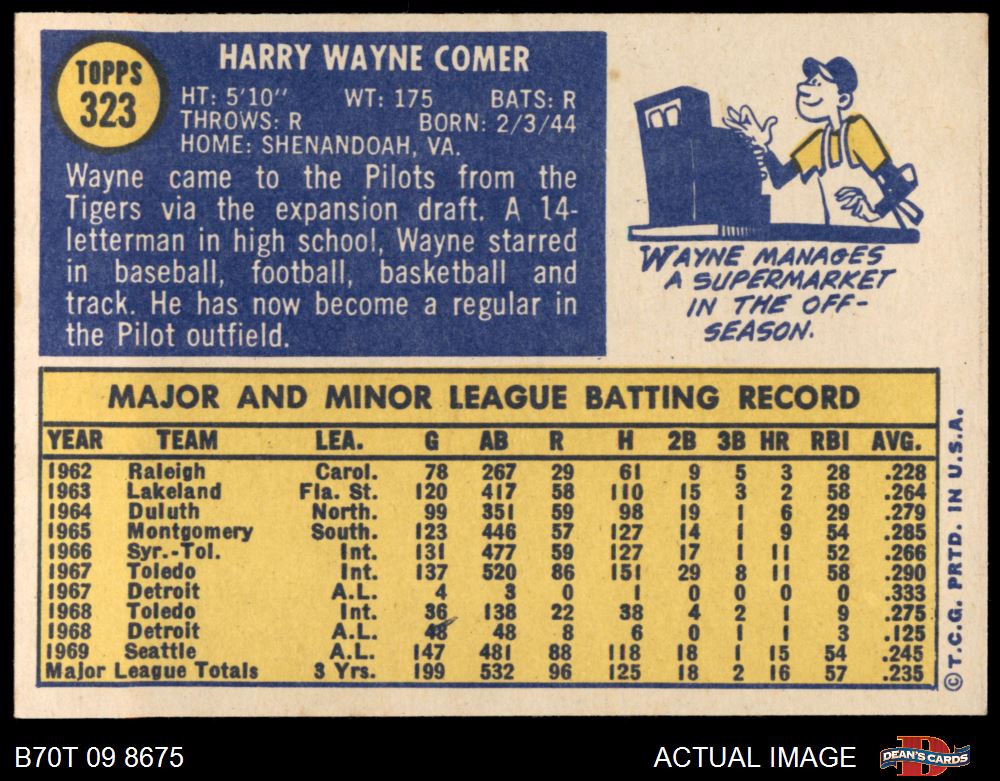 TOPPS
323
HARRY WAYNE COMER
HT: 5'10" WT: 175 BATS: R
THROWS: R BORN: 2/3/44
HOME: SHENANDOAH, VA.
Wayne came to the Pilots from the
Tigers via the expansion draft. A 14-
letterman in high school, Wayne starred
in baseball, football, basketball and
track. He has now become a regular in
the Pilot outfield.
WAYNE MANAGES
A SUPERMARKET
IN THE OFF-
SEASON.
MAJOR AND MINOR LEAGUE BATTING RECORD
YEAR TEAM LEA. G AB R H 2B 3B HR RBI AVG.
1962 Raleigh Carol. 78 267 29 61 9 5 3 28 .228
1963 Lakeland Fla. St. 120 417 58 110 15 3 2 58 .264
1964 Duluth North. 99 351 59 98 19 1 6 29 .279
1965 Montgomery South. 123 446 57 127 14 1 9 54 .285
1966 Syr.-Tol. Int. 131 477 59 127 17 1 11 52 .266
1967 Toledo Int. 137 520 86 151 29 8 11 58 .290
1967 Detroit A.L. 4 3 0 1 0 0 0 0 .333
1968 Toledo Int. 36 138 22 38 4 2 1 9 .275
1968 Detroit A.L. 48 48 8 6 0 1 1 3 .125
1969 Seattle A.L. 147 481 88 118 18 1 15 54 .245
Major League Totals 3 Yrs. 199 532 96 125 18 2 16 57 .235
©T.C.G. PRTD. IN U.S.A.
B70T 09 8675
ACTUAL IMAGE
DEAN'S CARDS